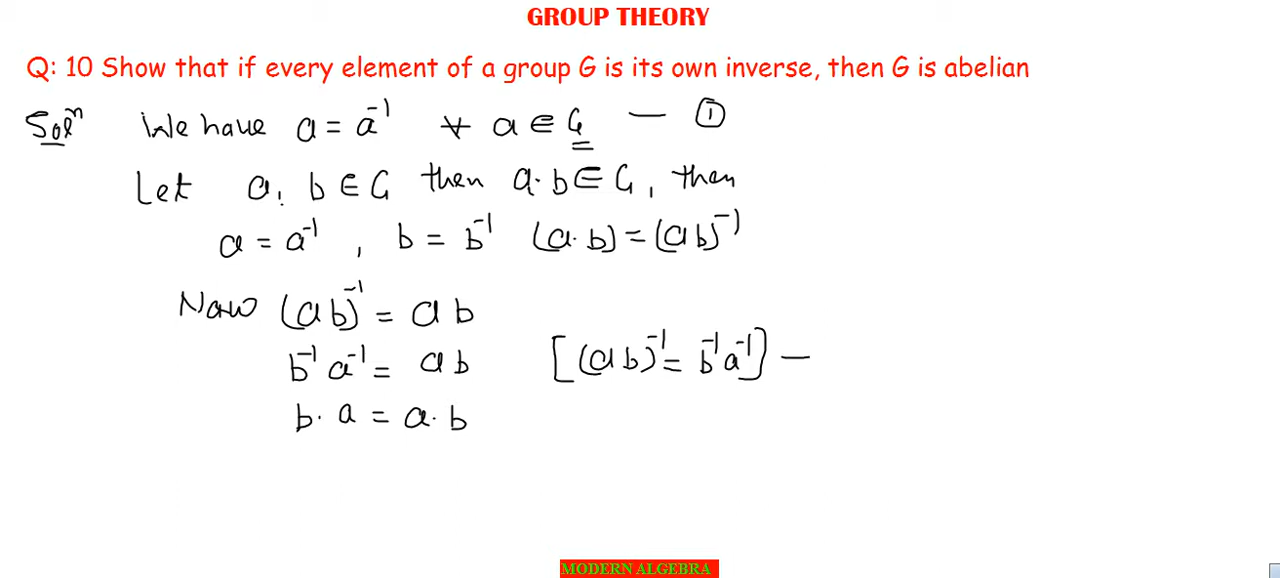 GROUP THEORY
Q: 10 Show that if every element of a group G is its own inverse, then G is abelian
Solⁿ We have a = a⁻¹ ∀ a ∈ G — ①
Let a, b ∈ G then a·b ∈ G, then
a = a⁻¹, b = b⁻¹ (a·b) = (ab)⁻¹
Now (ab)⁻¹ = ab
b⁻¹ a⁻¹ = ab [(ab)⁻¹ = b⁻¹a⁻¹] —
b·a = a·b
MODERN ALGEBRA